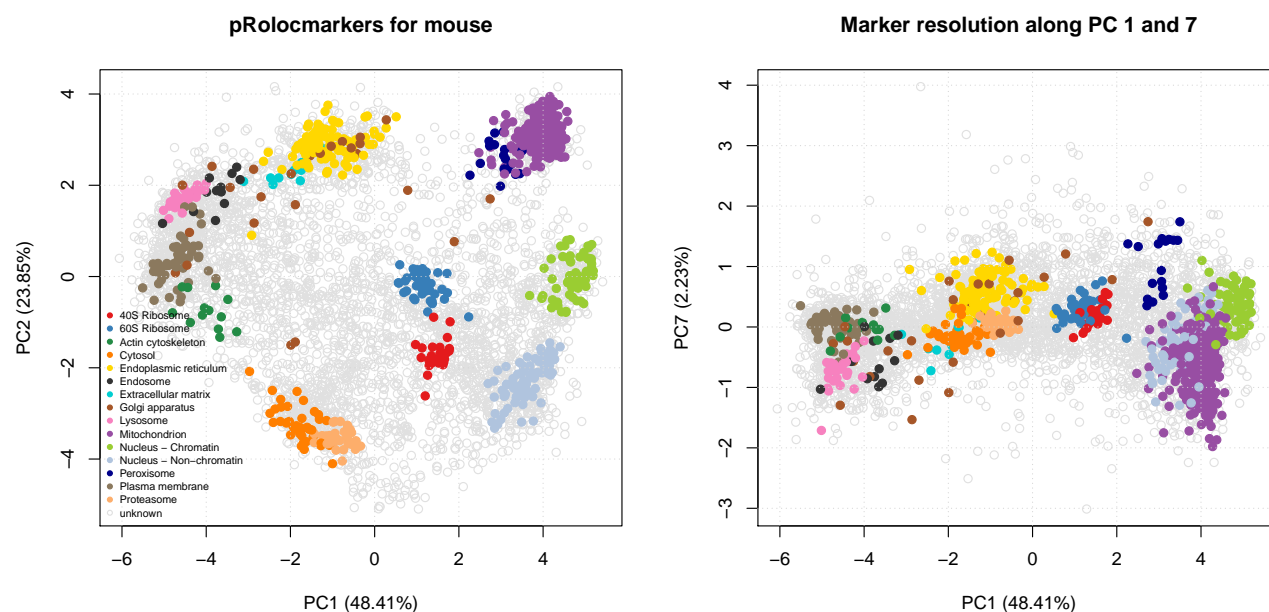 pRolocmarkers for mouse
4
2
0
−2
−4
PC2 (23.85%)
40S Ribosome
60S Ribosome
Actin cytoskeleton
Cytosol
Endoplasmic reticulum
Endosome
Extracellular matrix
Golgi apparatus
Lysosome
Mitochondrion
Nucleus − Chromatin
Nucleus − Non−chromatin
Peroxisome
Plasma membrane
Proteasome
unknown
−6 −4 −2 0 2 4
PC1 (48.41%)
Marker resolution along PC 1 and 7
4
3
2
1
0
−1
−2
−3
PC7 (2.23%)
−6 −4 −2 0 2 4
PC1 (48.41%)